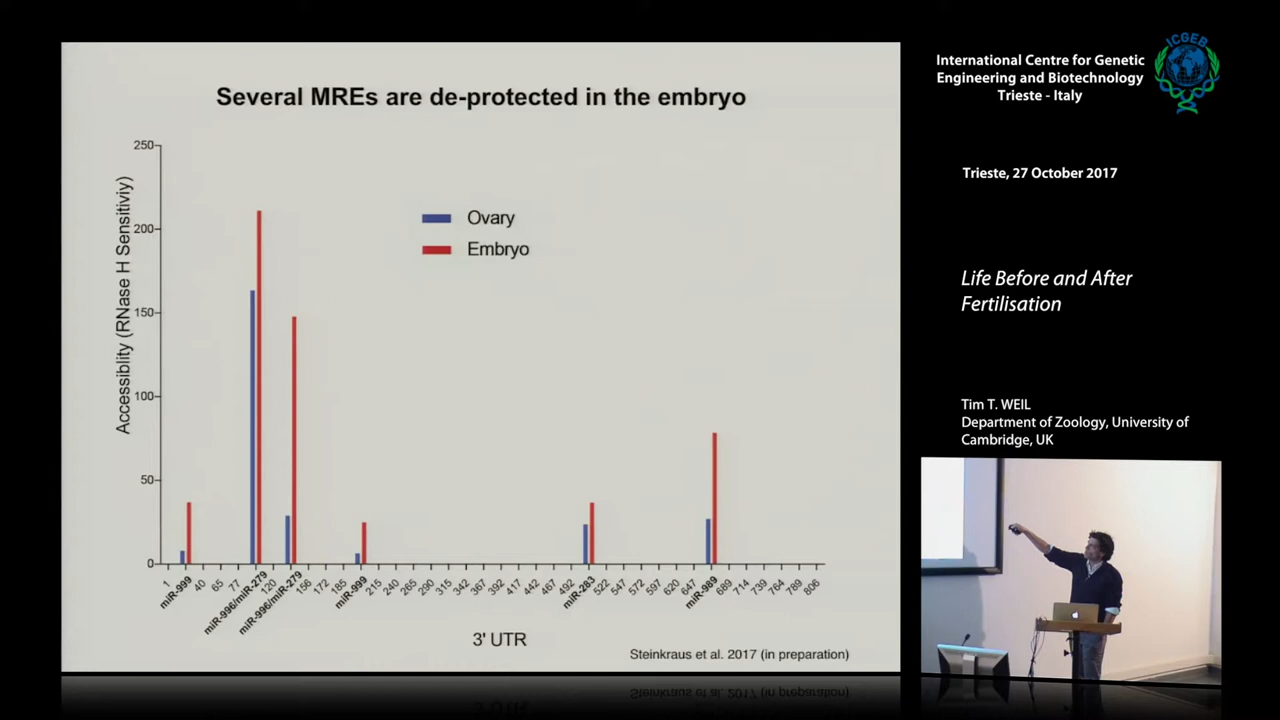 Several MREs are de-protected in the embryo
250
200
150
100
50
0
Accessiblity (RNase H Sensitiviy)
Ovary
Embryo
1
miR-999
40
65
77
miR-996/miR-279
120
miR-996/miR-279
156
172
185
miR-999
215
240
265
290
315
342
367
392
417
442
467
492
miR-283
522
547
572
597
620
647
miR-989
689
714
739
764
789
806
3' UTR
Steinkraus et al. 2017 (in preparation)
ICGEB
International Centre for Genetic
Engineering and Biotechnology
Trieste - Italy
Trieste, 27 October 2017
Life Before and After
Fertilisation
Tim T. WEIL
Department of Zoology, University of
Cambridge, UK